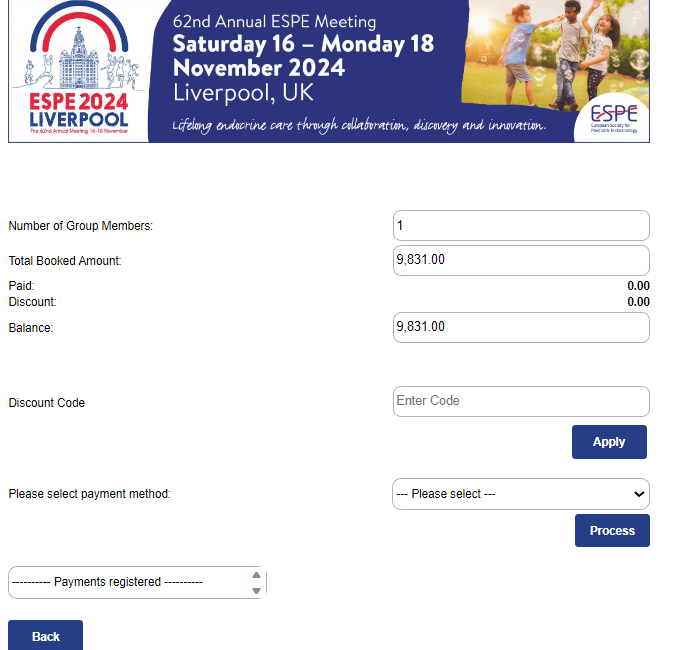 62nd Annual ESPE Meeting
Saturday 16 – Monday 18
November 2024
Liverpool, UK
Lifelong endocrine care through collaboration, discovery and innovation.
ESPE 2024
LIVERPOOL
The 62nd Annual Meeting 16-18 November
ESPE
European Society for
Paediatric Endocrinology
Number of Group Members: 1
Total Booked Amount: 9,831.00
Paid: 0.00
Discount: 0.00
Balance: 9,831.00
Discount Code Enter Code
Apply
Please select payment method: --- Please select ---
Process
---------- Payments registered ----------
Back